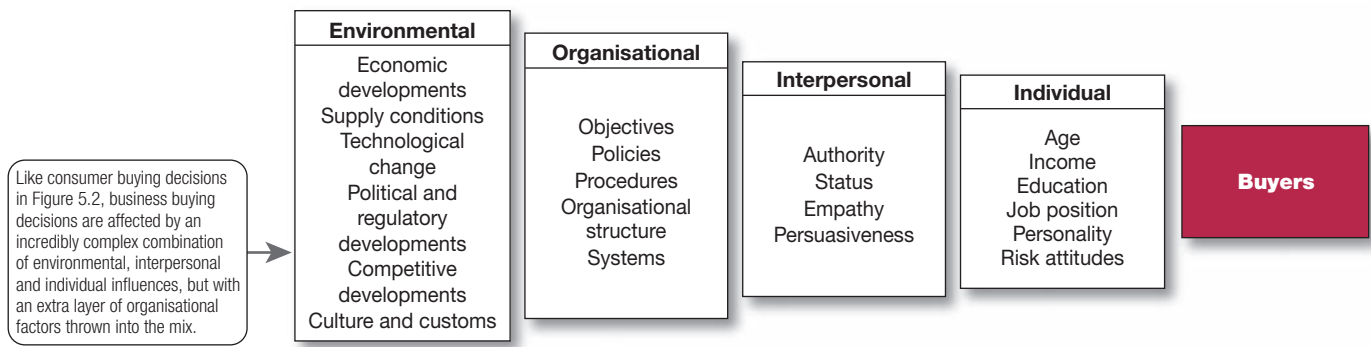 Like consumer buying decisions
in Figure 5.2, business buying
decisions are affected by an
incredibly complex combination
of environmental, interpersonal
and individual influences, but with
an extra layer of organisational
factors thrown into the mix.
Environmental
Economic
developments
Supply conditions
Technological
change
Political and
regulatory
developments
Competitive
developments
Culture and customs
Organisational
Objectives
Policies
Procedures
Organisational
structure
Systems
Interpersonal
Authority
Status
Empathy
Persuasiveness
Individual
Age
Income
Education
Job position
Personality
Risk attitudes
Buyers